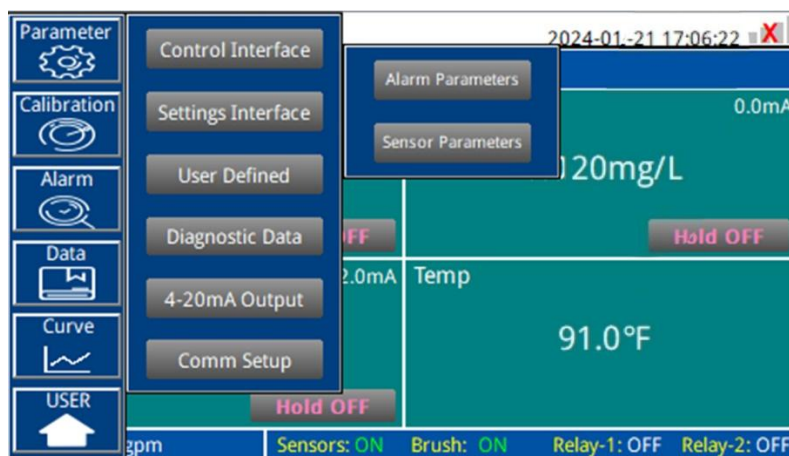 Parameter
Calibration
Alarm
Data
Curve
USER
Control Interface
Settings Interface
User Defined
Diagnostic Data
4-20mA Output
Comm Setup
Alarm Parameters
Sensor Parameters
2024-01-21 17:06:22 X
0.0mA
20mg/L
Hold OFF
2.0mA
Temp
91.0°F
Hold OFF
gpm
Sensors: ON Brush: ON Relay-1: OFF Relay-2: OFF